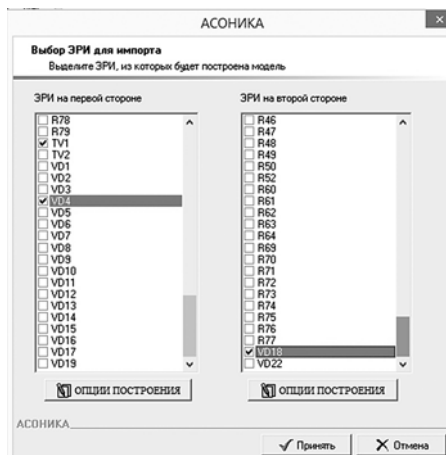 АСОНИКА
Выбор ЭРИ для импорта
Выделите ЭРИ, из которых будет построена модель
ЭРИ на первой стороне
R78
R79
TV1
TV2
VD1
VD2
VD3
VD4
VD5
VD6
VD7
VD8
VD9
VD10
VD11
VD12
VD13
VD14
VD15
VD16
VD17
VD19
ОПЦИИ ПОСТРОЕНИЯ
ЭРИ на второй стороне
R46
R47
R48
R49
R50
R52
R60
R61
R62
R63
R64
R69
R70
R71
R72
R73
R74
R75
R76
R77
VD18
VD22
ОПЦИИ ПОСТРОЕНИЯ
АСОНИКА
Принять
Отмена